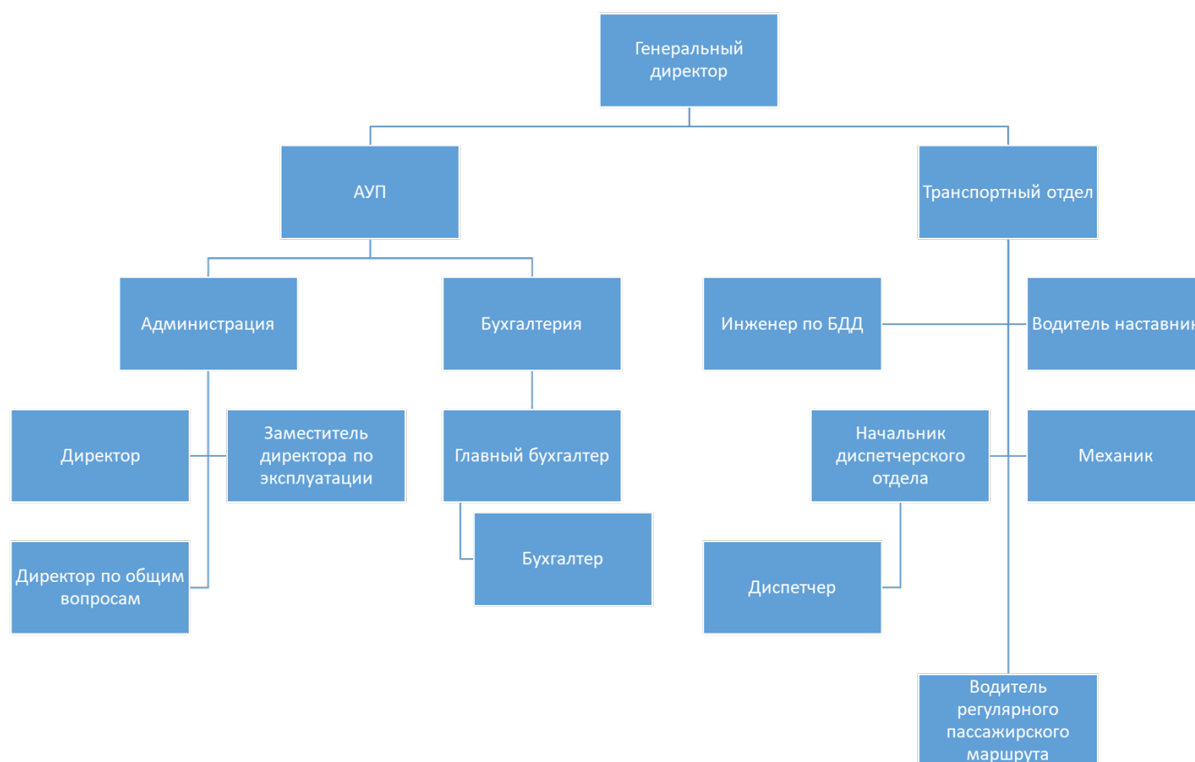 Генеральный
директор
АУП
Транспортный отдел
Администрация
Бухгалтерия
Инженер по БДД
Водитель наставник
Директор
Заместитель
директора по
эксплуатации
Главный бухгалтер
Начальник
диспетчерского
отдела
Механик
Директор по общим
вопросам
Бухгалтер
Диспетчер
Водитель
регулярного
пассажирского
маршрута